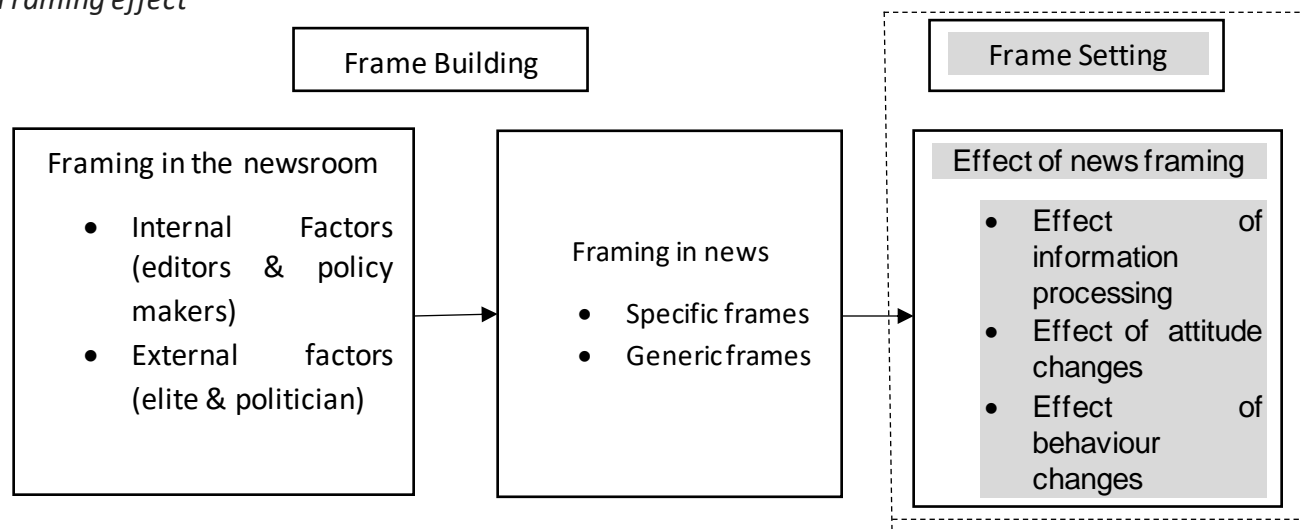 Framing effect
Frame Building
Frame Setting
Framing in the newsroom
• Internal Factors
(editors & policy
makers)
• External factors
(elite & politician)
Framing in news
• Specific frames
• Generic frames
Effect of news framing
• Effect of
information
processing
• Effect of attitude
changes
• Effect of
behaviour
changes